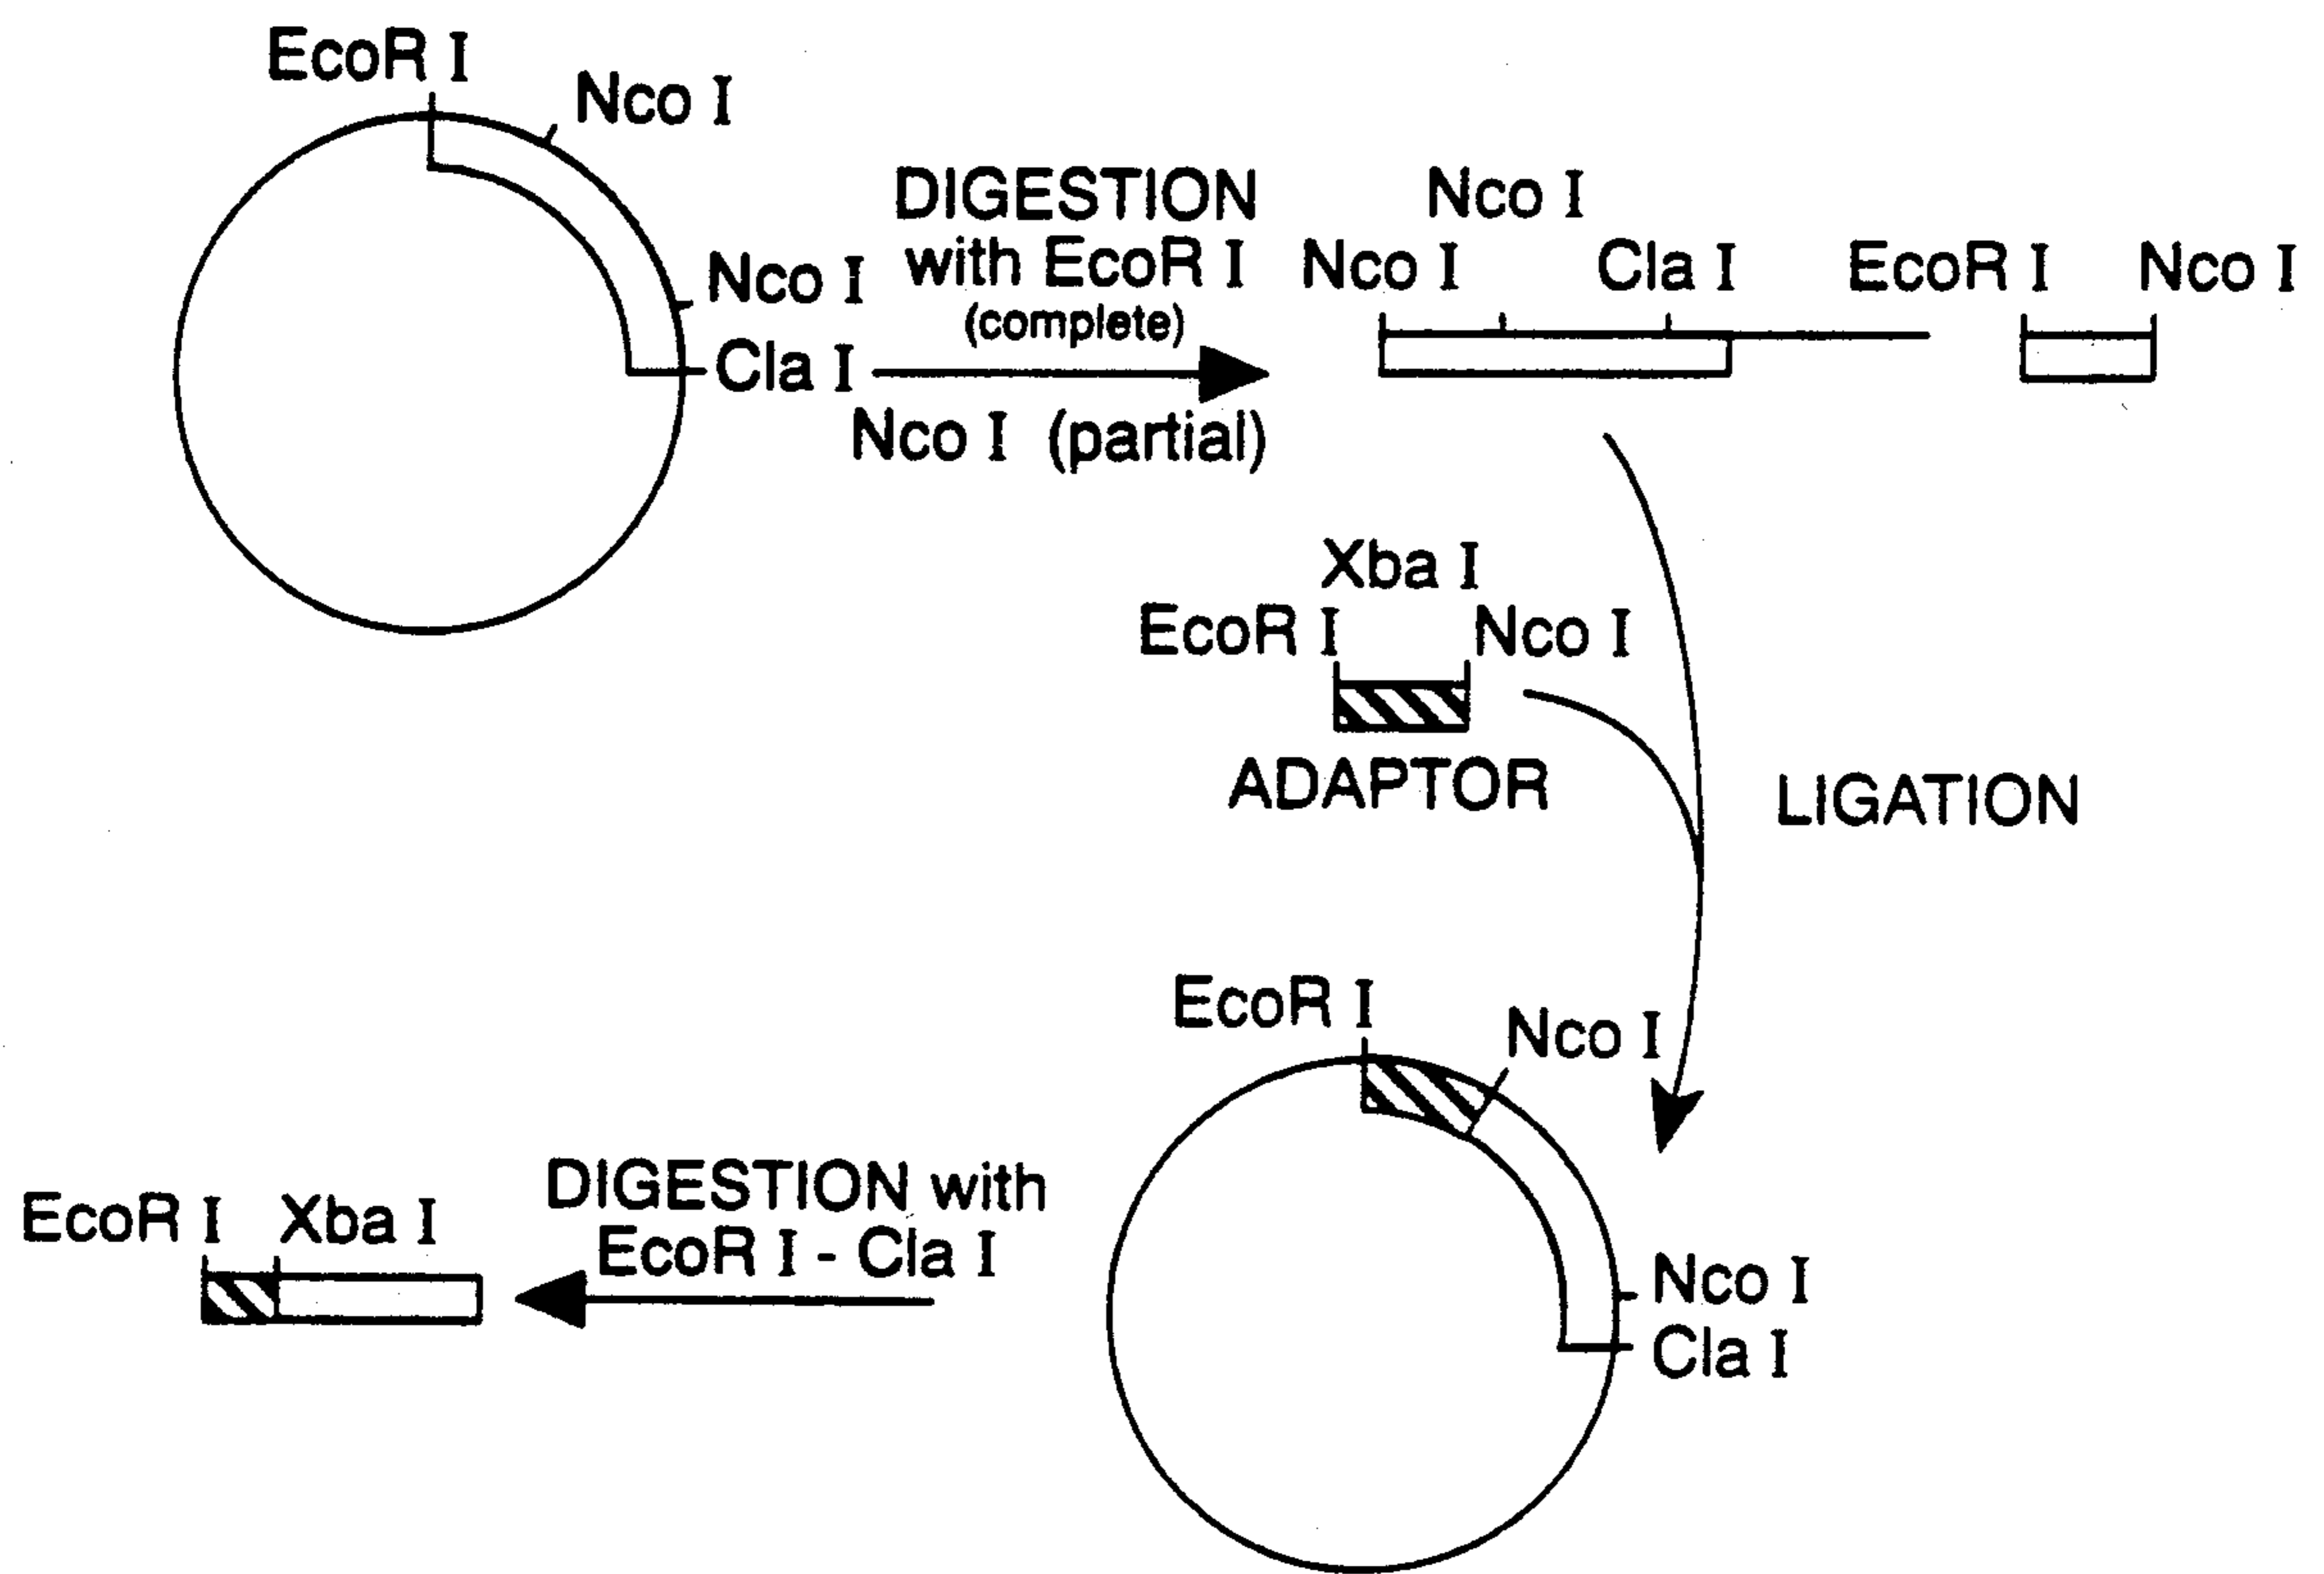 EcoR I
Nco I
Nco I
Cla I
DIGESTION
with EcoR I
(complete)
Nco I (partial)
Nco I
Nco I
Cla I
EcoR I
Nco I
Xba I
EcoR I
Nco I
ADAPTOR
LIGATION
EcoR I
Nco I
Nco I
Cla I
DIGESTION with
EcoR I - Cla I
EcoR I
Xba I